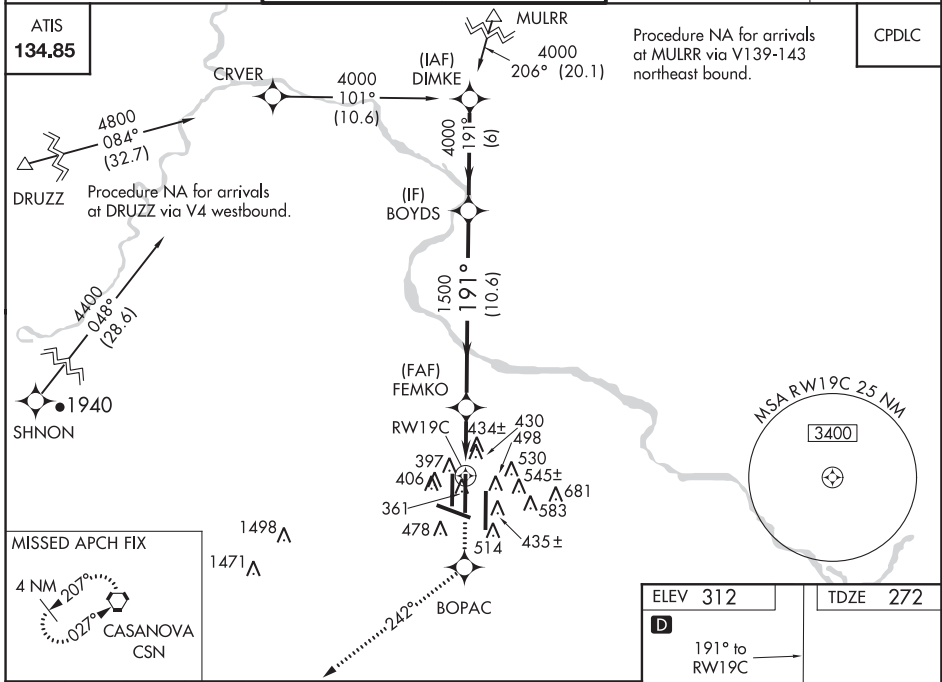 ATIS
134.85
MULRR
4000
206° (20.1)
Procedure NA for arrivals
at MULRR via V139-143
northeast bound.
CPDLC
CRVER
4000
101°
(10.6)
(IAF)
DIMKE
4800
084°
(32.7)
DRUZZ
Procedure NA for arrivals
at DRUZZ via V4 westbound.
4000
191°
(6)
(IF)
BOYDS
4400
048°
(28.6)
1500
191°
(10.6)
1940
SHNON
(FAF)
FEMKO
RW19C
434±
430
498
397
530
406
545±
681
361
583
478
435±
514
MSA RW19C 25 NM
3400
1498
1471
MISSED APCH FIX
4 NM
207°
027°
CASANOVA
CSN
BOPAC
242°
ELEV 312
TDZE 272
D
191° to
RW19C